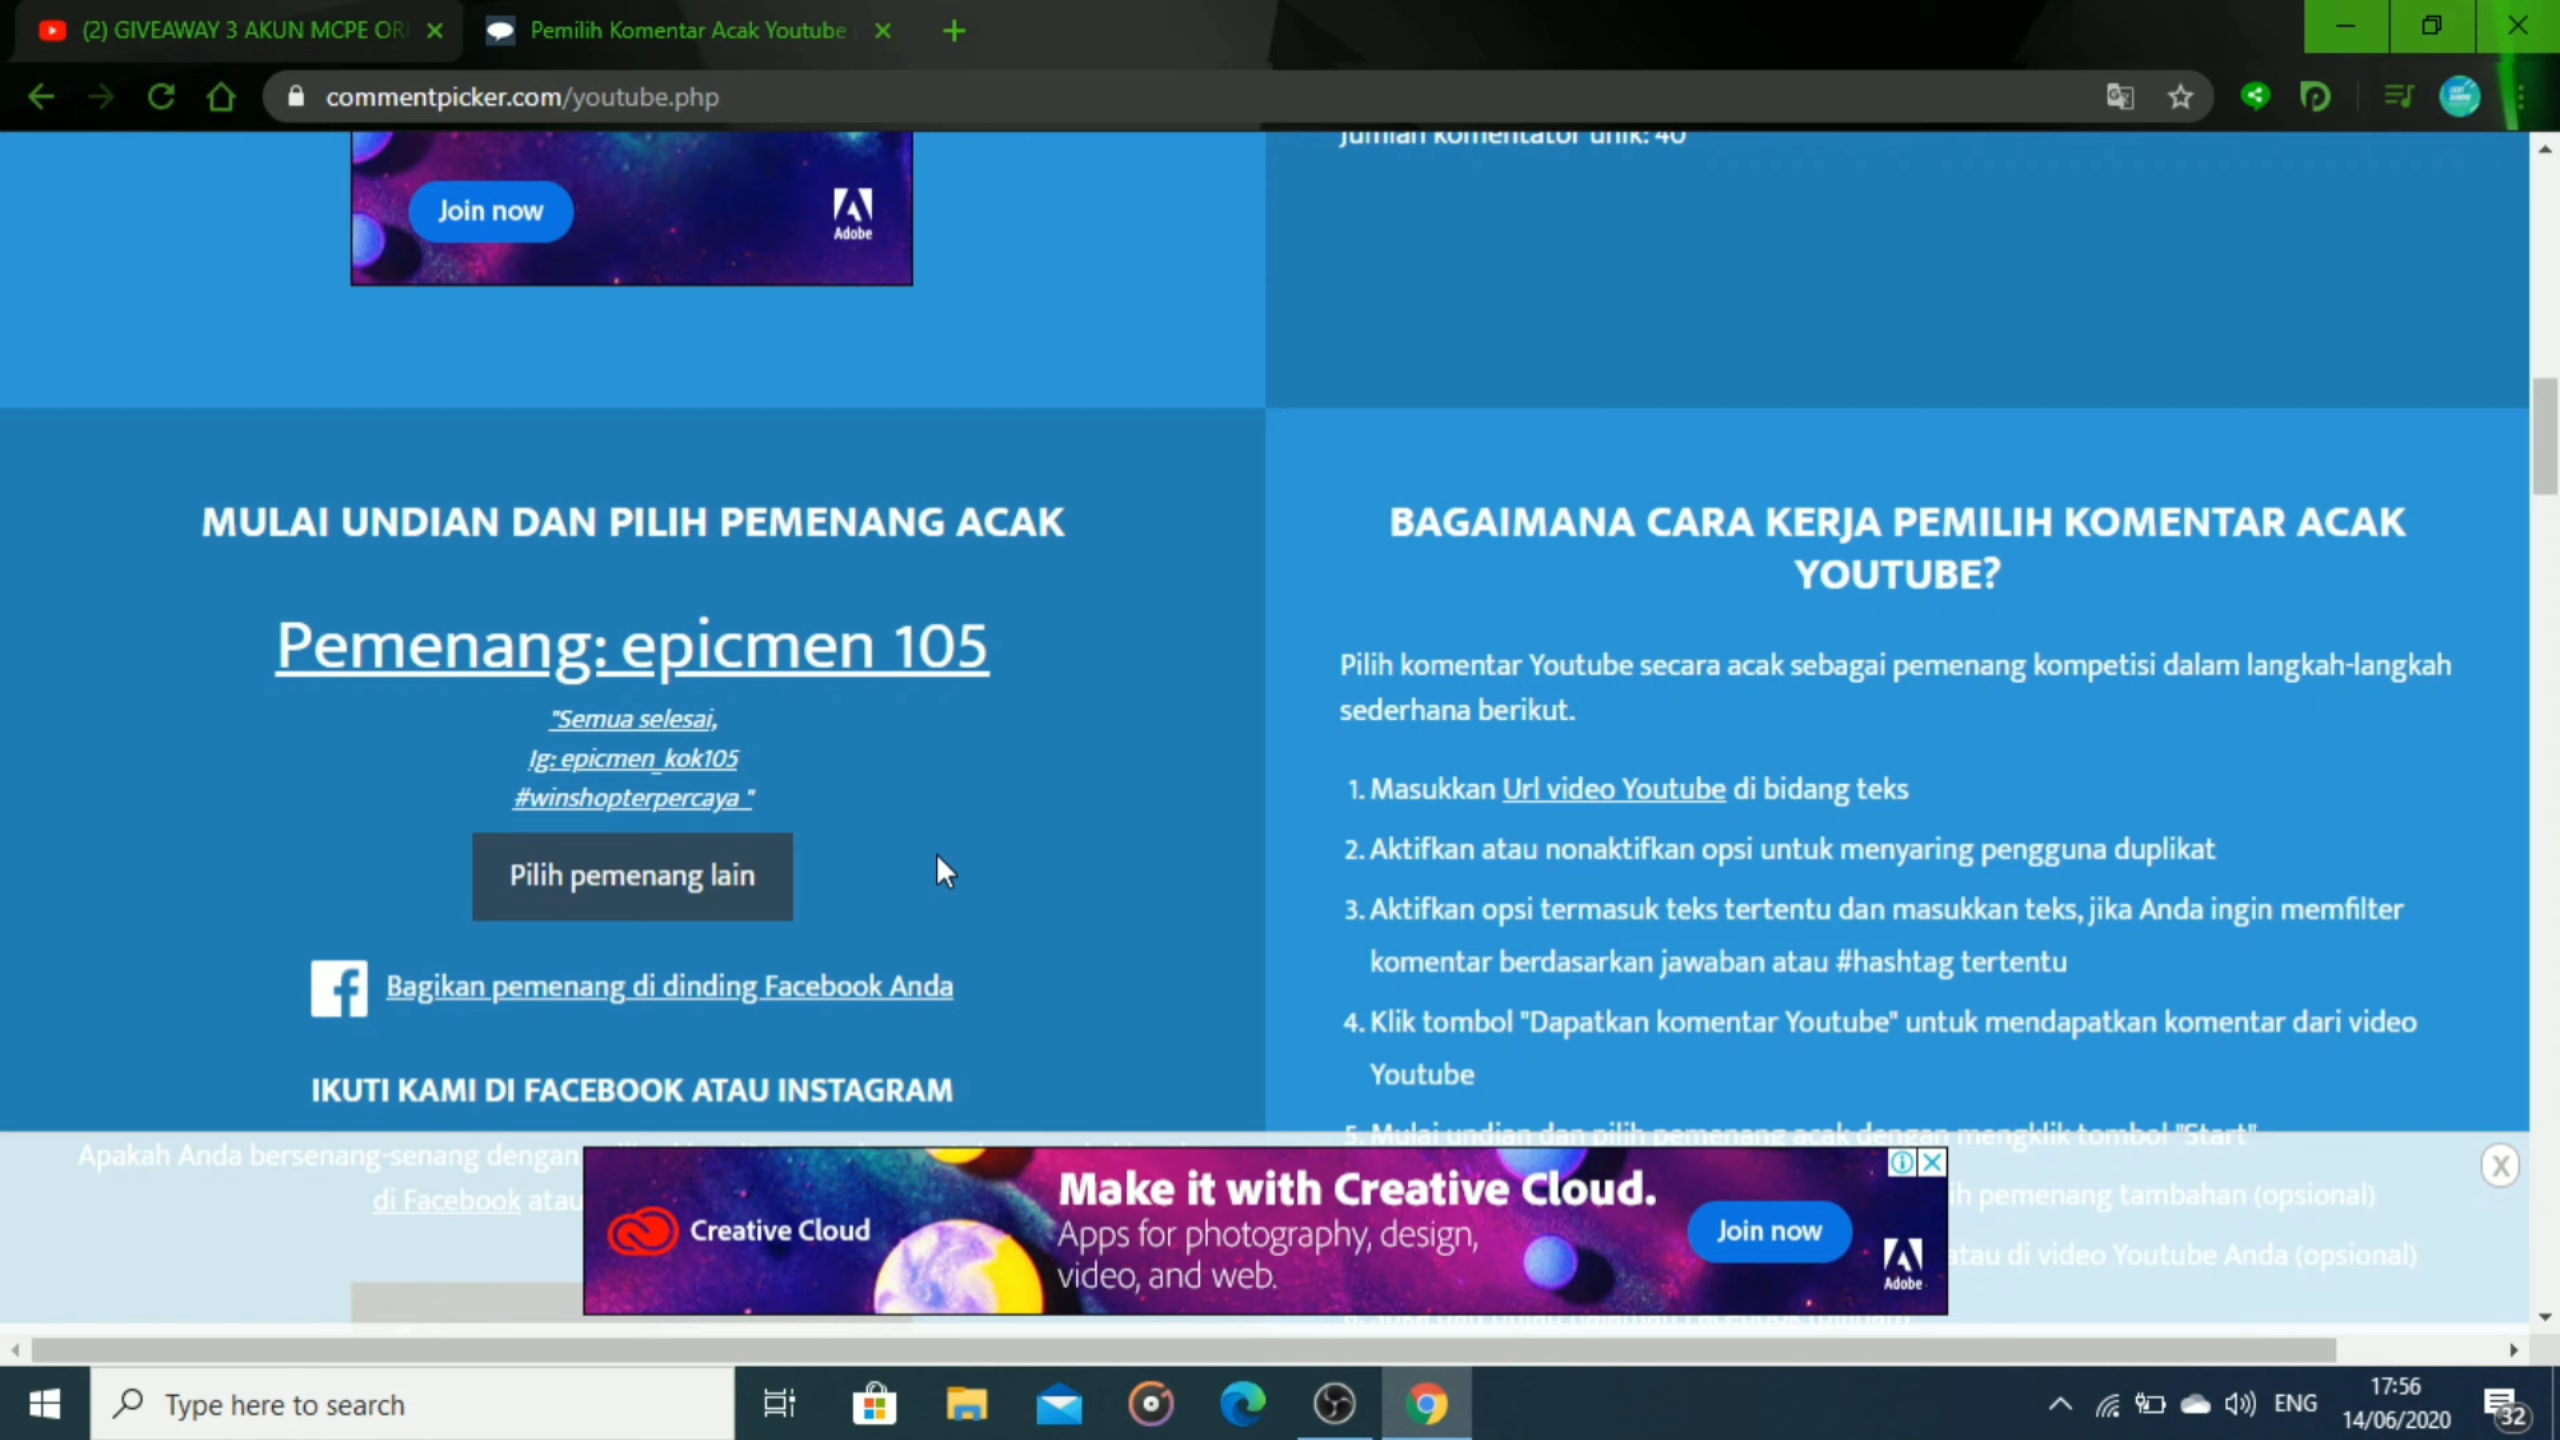 (2) GIVEAWAY 3 AKUN MCPE ORI
Pemilih Komentar Acak Youtube
commentpicker.com/youtube.php
Join now
Adobe
Jumlah komentator unik: 40
MULAI UNDIAN DAN PILIH PEMENANG ACAK
Pemenang: epicmen 105
"Semua selesai,
Ig: epicmen_kok105
#winshopterpercaya "
Pilih pemenang lain
Bagikan pemenang di dinding Facebook Anda
IKUTI KAMI DI FACEBOOK ATAU INSTAGRAM
Apakah Anda bersenang-senang dengan
di Facebook atau
BAGAIMANA CARA KERJA PEMILIH KOMENTAR ACAK
YOUTUBE?
Pilih komentar Youtube secara acak sebagai pemenang kompetisi dalam langkah-langkah
sederhana berikut.
1. Masukkan Url video Youtube di bidang teks
2. Aktifkan atau nonaktifkan opsi untuk menyaring pengguna duplikat
3. Aktifkan opsi termasuk teks tertentu dan masukkan teks, jika Anda ingin memfilter
komentar berdasarkan jawaban atau #hashtag tertentu
4. Klik tombol "Dapatkan komentar Youtube" untuk mendapatkan komentar dari video
Youtube
5. Mulai undian dan pilih pemenang acak dengan mengklik tombol "Start"
pemenang tambahan (opsional)
atau di video Youtube Anda (opsional)
Creative Cloud
Make it with Creative Cloud.
Apps for photography, design,
video, and web.
Join now
Adobe
Type here to search
ENG
17:56
14/06/2020
32